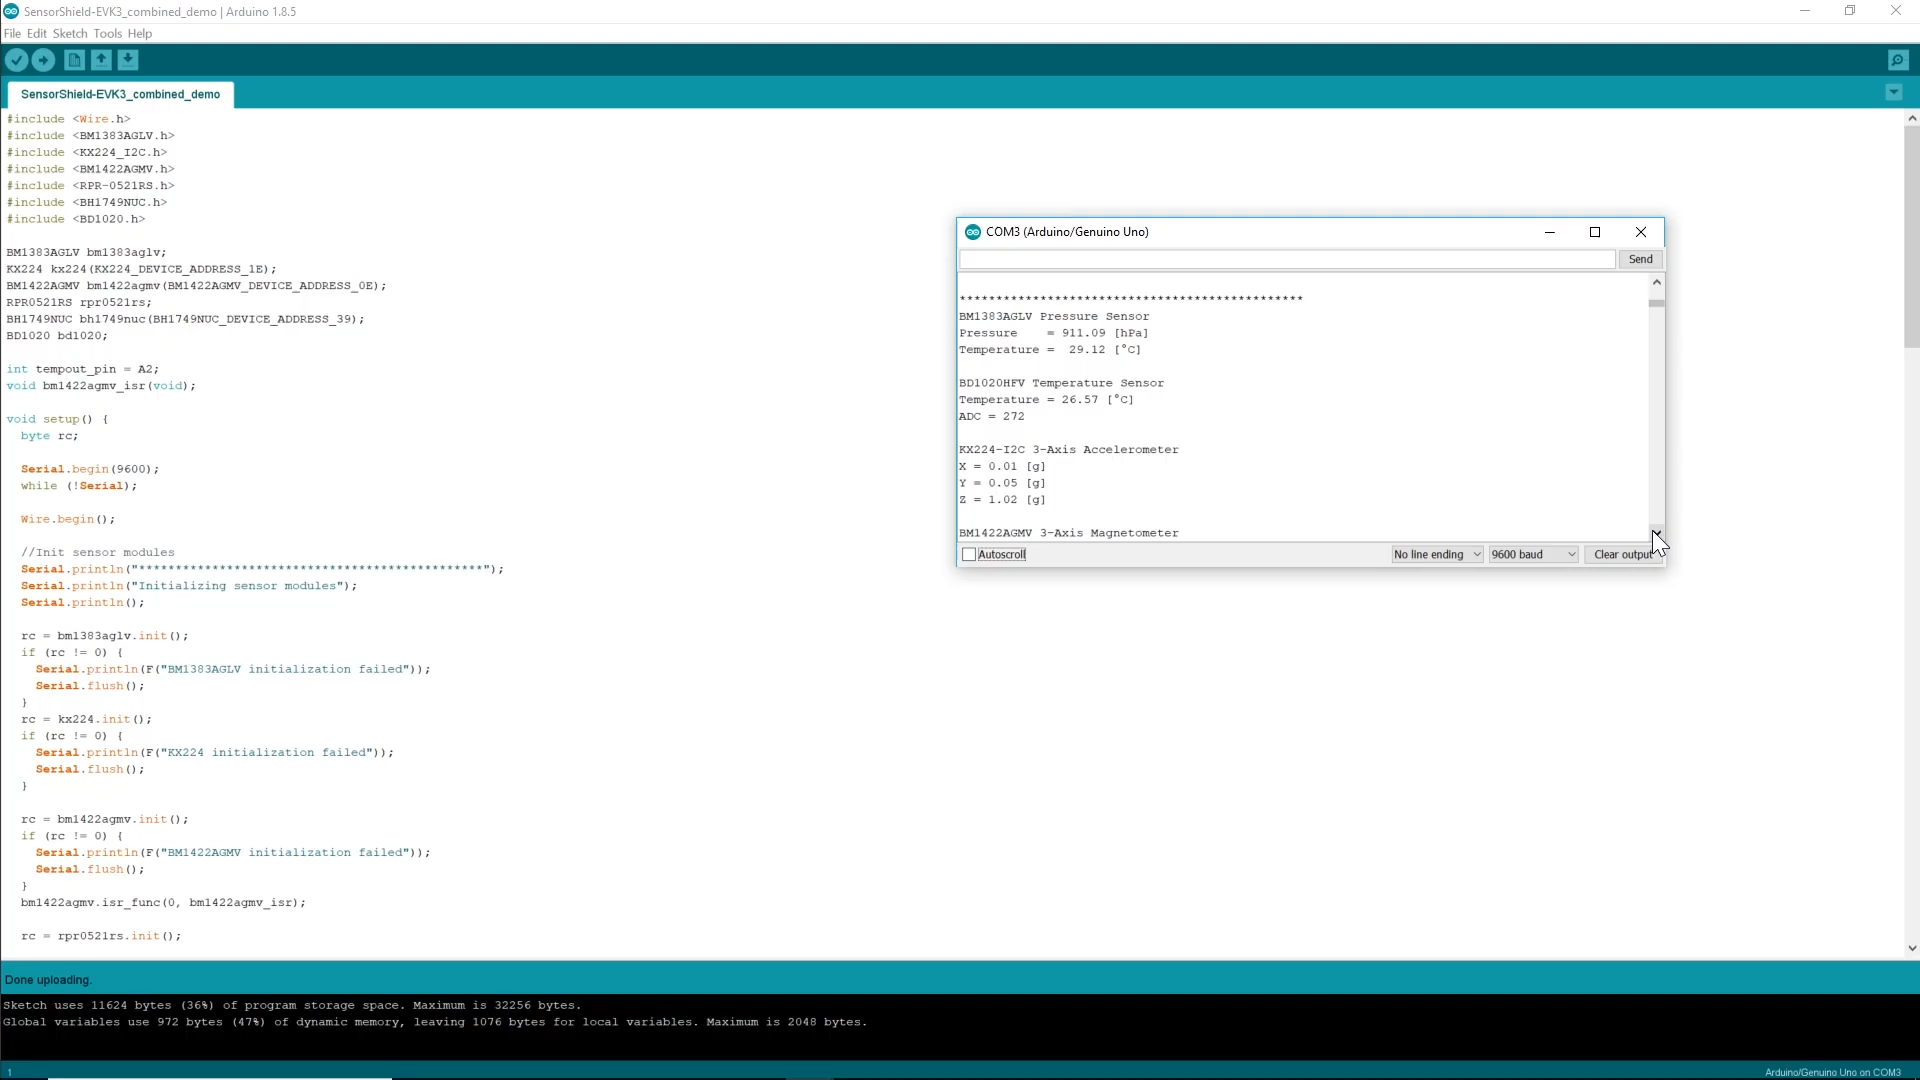 SensorShield-EVK3_combined_demo | Arduino 1.8.5
File Edit Sketch Tools Help
SensorShield-EVK3_combined_demo
#include <Wire.h>
#include <BM1383AGLV.h>
#include <KX224_I2C.h>
#include <BM1422AGMV.h>
#include <RPR-0521RS.h>
#include <BH1749NUC.h>
#include <BD1020.h>
BM1383AGLV bm1383aglv;
KX224 kx224(KX224_DEVICE_ADDRESS_1E);
BM1422AGMV bm1422agmv(BM1422AGMV_DEVICE_ADDRESS_0E);
RPR0521RS rpr0521rs;
BH1749NUC bh1749nuc(BH1749NUC_DEVICE_ADDRESS_39);
BD1020 bd1020;
int tempout_pin = A2;
void bm1422agmv_isr(void);
void setup() {
byte rc;
Serial.begin(9600);
while (!Serial);
Wire.begin();
//Init sensor modules
Serial.println("***********************************************");
Serial.println("Initializing sensor modules");
Serial.println();
rc = bm1383aglv.init();
if (rc != 0) {
Serial.println(F("BM1383AGLV initialization failed"));
Serial.flush();
}
rc = kx224.init();
if (rc != 0) {
Serial.println(F("KX224 initialization failed"));
Serial.flush();
}
rc = bm1422agmv.init();
if (rc != 0) {
Serial.println(F("BM1422AGMV initialization failed"));
Serial.flush();
}
bm1422agmv.isr_func(0, bm1422agmv_isr);
rc = rpr0521rs.init();
COM3 (Arduino/Genuino Uno)
Send
***********************************************
BM1383AGLV Pressure Sensor
Pressure    = 911.09 [hPa]
Temperature =  29.12 [°C]
BD1020HFV Temperature Sensor
Temperature = 26.57 [°C]
ADC = 272
KX224-I2C 3-Axis Accelerometer
X = 0.01 [g]
Y = 0.05 [g]
Z = 1.02 [g]
BM1422AGMV 3-Axis Magnetometer
Autoscroll
No line ending
9600 baud
Clear output
Done uploading.
Sketch uses 11624 bytes (36%) of program storage space. Maximum is 32256 bytes.
Global variables use 972 bytes (47%) of dynamic memory, leaving 1076 bytes for local variables. Maximum is 2048 bytes.
1
Arduino/Genuino Uno on COM3